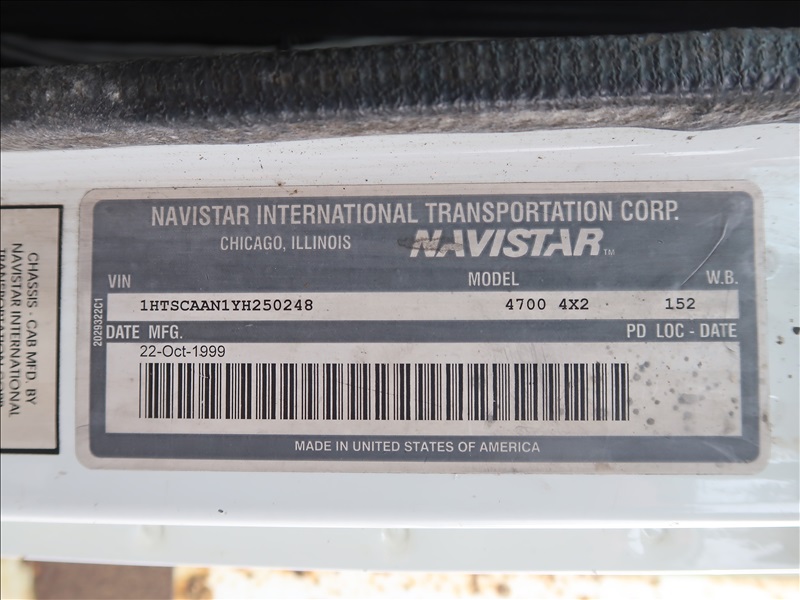 NAVISTAR INTERNATIONAL TRANSPORTATION CORP.
CHICAGO, ILLINOIS NAVISTAR TM
VIN MODEL W.B.
1HTSCAAN1YH250248 4700 4X2 152
DATE MFG. PD LOC - DATE
22-Oct-1999
MADE IN UNITED STATES OF AMERICA
2029322C1
CHASSIS - CAB MFD. BY
NAVISTAR INTERNATIONAL